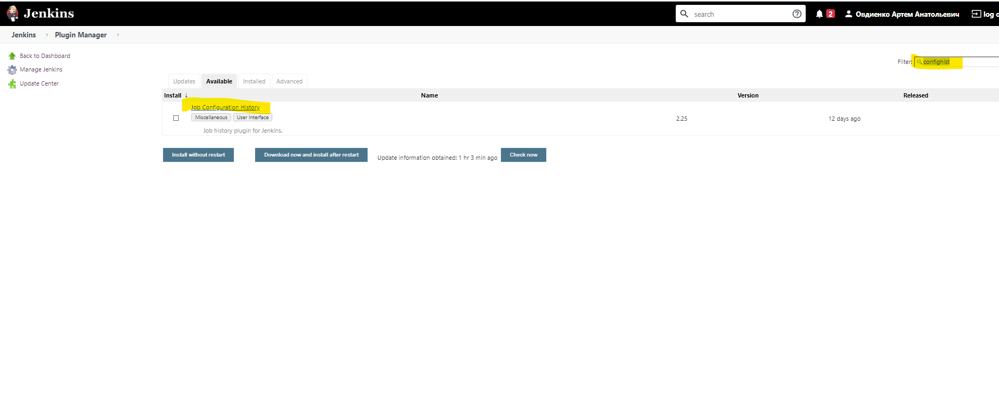 Jenkins
search
2
Овдиенко Артем Анатольевич
log
Jenkins
Plugin Manager
Back to Dashboard
Manage Jenkins
Update Center
Filter:
confighist
Updates
Available
Installed
Advanced
Install ↓
Name
Version
Released
Job Configuration History
Miscellaneous
User Interface
Job history plugin for Jenkins.
2.25
12 days ago
Install without restart
Download now and install after restart
Update information obtained: 1 hr 3 min ago
Check now